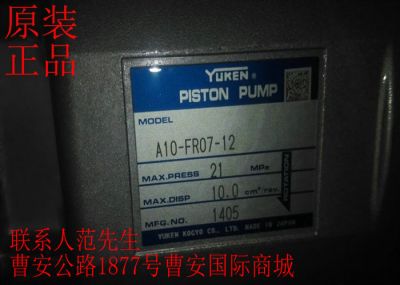 原装
正品
YUKEN ®
PISTON PUMP
MODEL
A10-FR07-12
MAX.PRESS 21 MPa
MAX.DISP 10.0 cm³/rev.
MFG.NO. 1405
ROTATION
YUKEN KOGYO CO., LTD. MADE IN JAPAN
联系人范先生
曹安公路1877号曹安国际商城